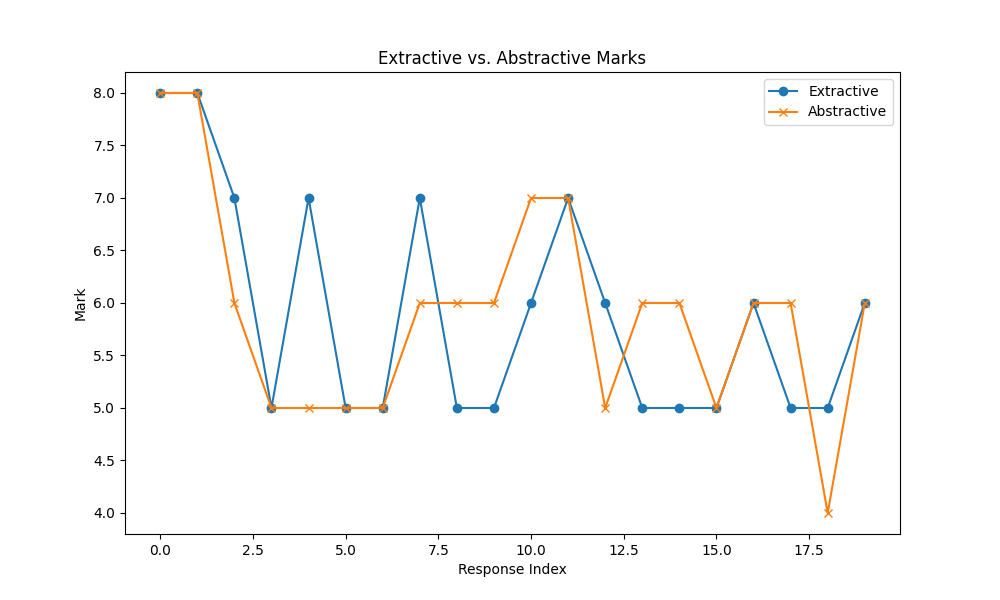 Extractive vs. Abstractive Marks
Extractive
Abstractive
Mark
8.0
7.5
7.0
6.5
6.0
5.5
5.0
4.5
4.0
0.0 2.5 5.0 7.5 10.0 12.5 15.0 17.5
Response Index